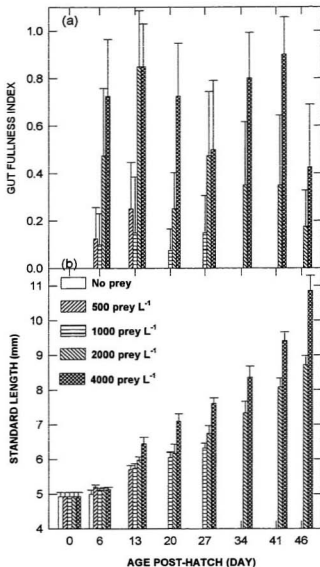 (a)
GUT FULLNESS INDEX
1.0
0.8
0.6
0.4
0.2
0.0
(b)
No prey
500 prey L⁻¹
1000 prey L⁻¹
2000 prey L⁻¹
4000 prey L⁻¹
STANDARD LENGTH (mm)
11
10
9
8
7
6
5
4
0 6 13 20 27 34 41 46
AGE POST-HATCH (DAY)